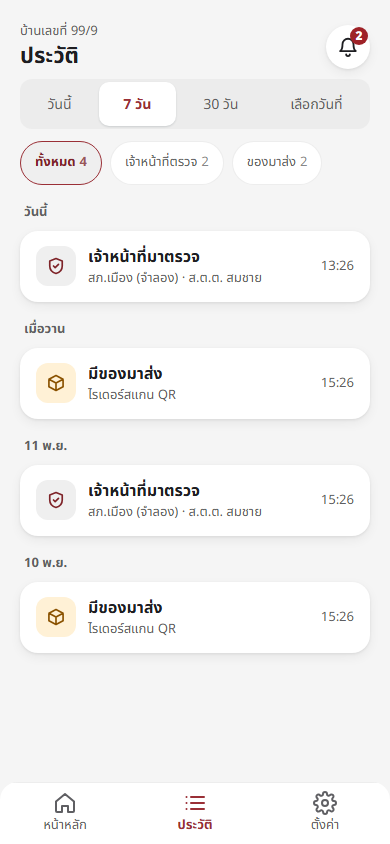 บ้านเลขที่ 99/9
ประวัติ
2
วันนี้
7 วัน
30 วัน
เลือกวันที่
ทั้งหมด 4
เจ้าหน้าที่ตรวจ 2
ของมาส่ง 2
วันนี้
เจ้าหน้าที่มาตรวจ
สภ.เมือง (จำลอง) · ส.ต.ต. สมชาย
13:26
เมื่อวาน
มีของมาส่ง
ไรเดอร์สแกน QR
15:26
11 พ.ย.
เจ้าหน้าที่มาตรวจ
สภ.เมือง (จำลอง) · ส.ต.ต. สมชาย
15:26
10 พ.ย.
มีของมาส่ง
ไรเดอร์สแกน QR
15:26
หน้าหลัก
ประวัติ
ตั้งค่า